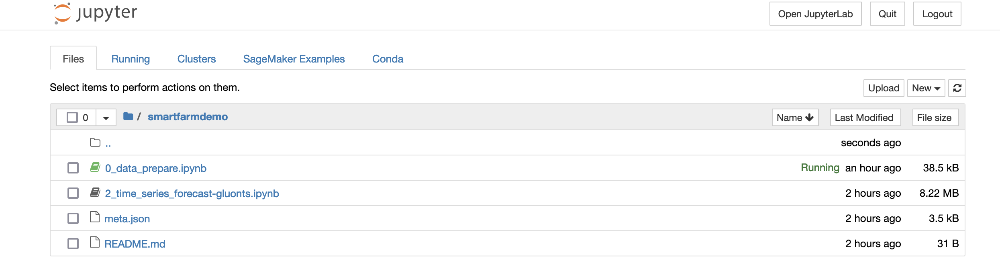 jupyter
Open JupyterLab Quit Logout
Files Running Clusters SageMaker Examples Conda
Select items to perform actions on them. Upload New
0 / smartfarmdemo Name Last Modified File size
.. seconds ago
0_data_prepare.ipynb Running an hour ago 38.5 kB
2_time_series_forecast-gluonts.ipynb 2 hours ago 8.22 MB
meta.json 2 hours ago 3.5 kB
README.md 2 hours ago 31 B